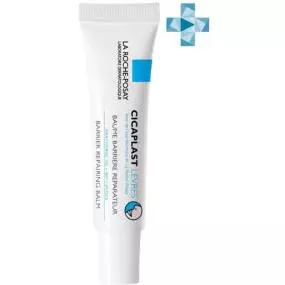 LA ROCHE-POSAY
LABORATOIRE DERMATOLOGIQUE
CICAPLAST LÈVRES
BAUME BARRIÈRE RÉPARATEUR
BARRIER REPAIRING BALM